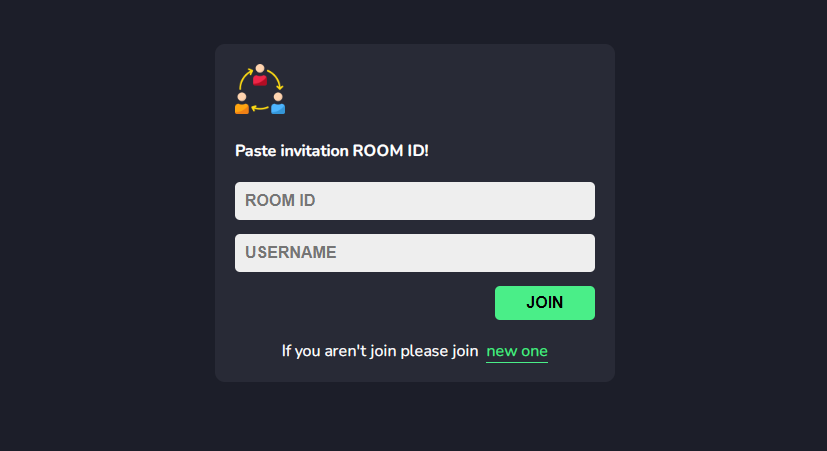 Paste invitation ROOM ID!
ROOM ID
USERNAME
JOIN
If you aren't join please join new one